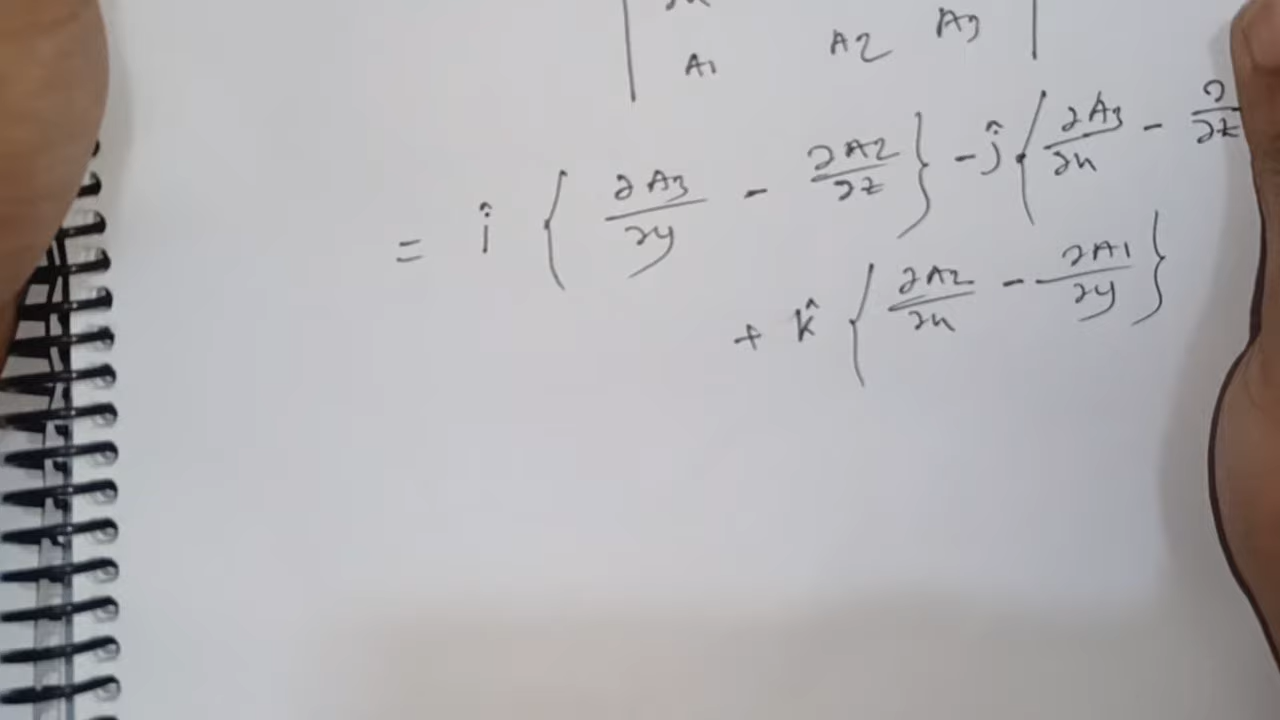 A1 A2 A3
= î { ∂A3/∂y - ∂A2/∂z } - ĵ { ∂A3/∂x - ∂/∂z
+ k̂ { ∂A2/∂x - ∂A1/∂y }